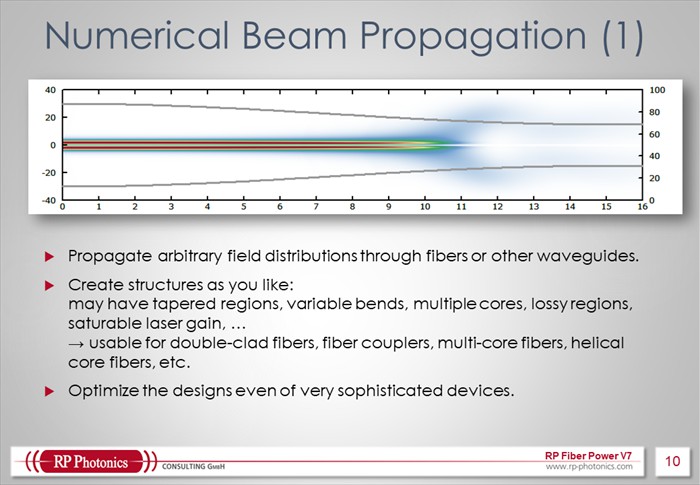 Numerical Beam Propagation (1)
40
20
0
-20
-40
100
80
60
40
20
0
0 1 2 3 4 5 6 7 8 9 10 11 12 13 14 15 16
Propagate arbitrary field distributions through fibers or other waveguides.
Create structures as you like:
may have tapered regions, variable bends, multiple cores, lossy regions,
saturable laser gain, …
→ usable for double-clad fibers, fiber couplers, multi-core fibers, helical
core fibers, etc.
Optimize the designs even of very sophisticated devices.
RP Photonics CONSULTING GMBH
RP Fiber Power V7
www.rp-photonics.com
10